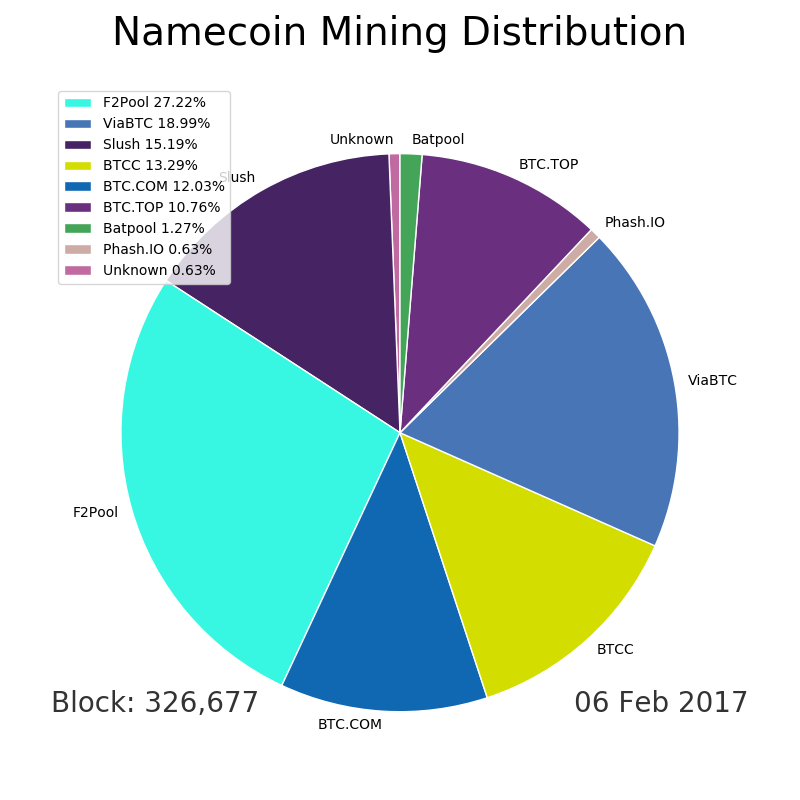 Namecoin Mining Distribution
F2Pool 27.22%
ViaBTC 18.99%
Slush 15.19%
BTCC 13.29%
BTC.COM 12.03%
BTC.TOP 10.76%
Batpool 1.27%
Phash.IO 0.63%
Unknown 0.63%
Unknown
Batpool
BTC.TOP
Slush
Phash.IO
ViaBTC
F2Pool
BTCC
BTC.COM
Block: 326,677
06 Feb 2017